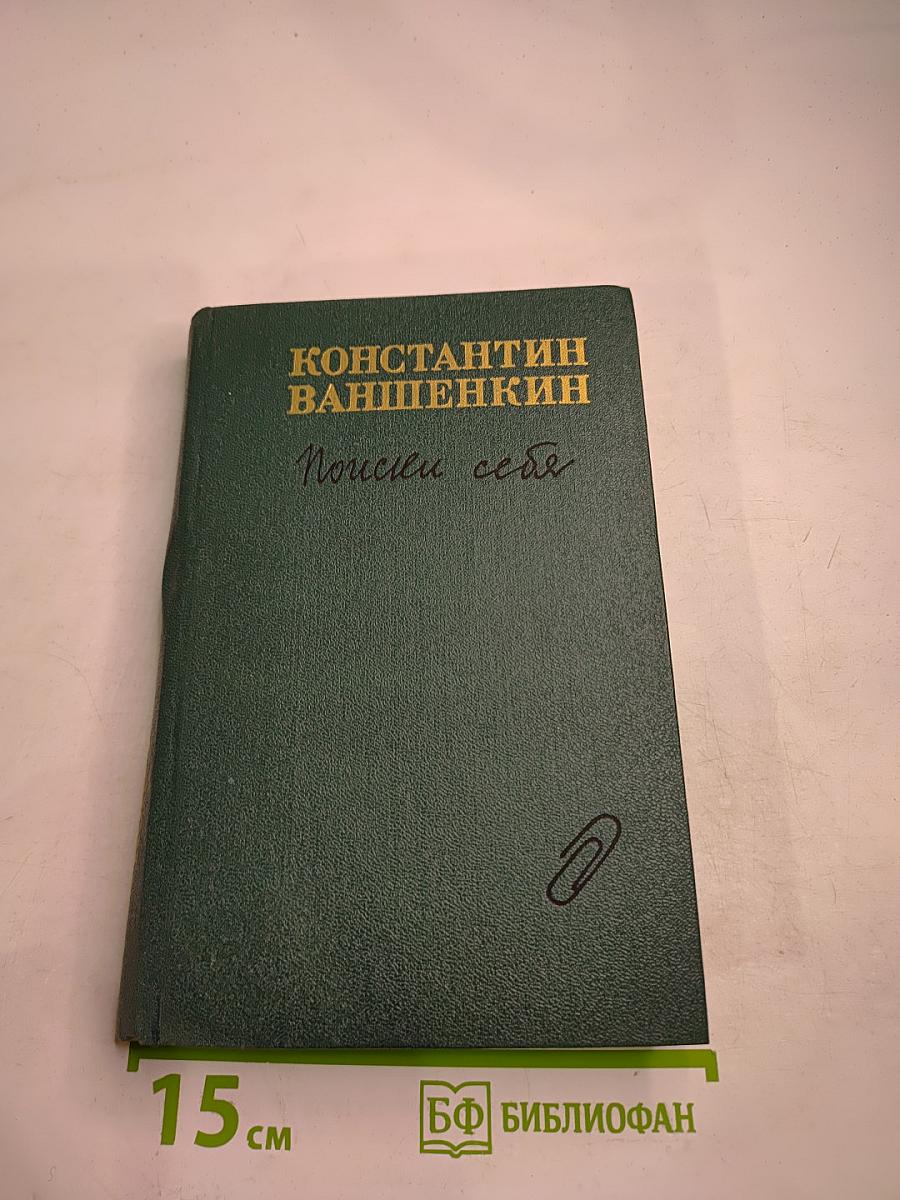 КОНСТАНТИН
ВАНШЕНКИН
Поиски себя
15 см
БФ БИБЛИОФАН